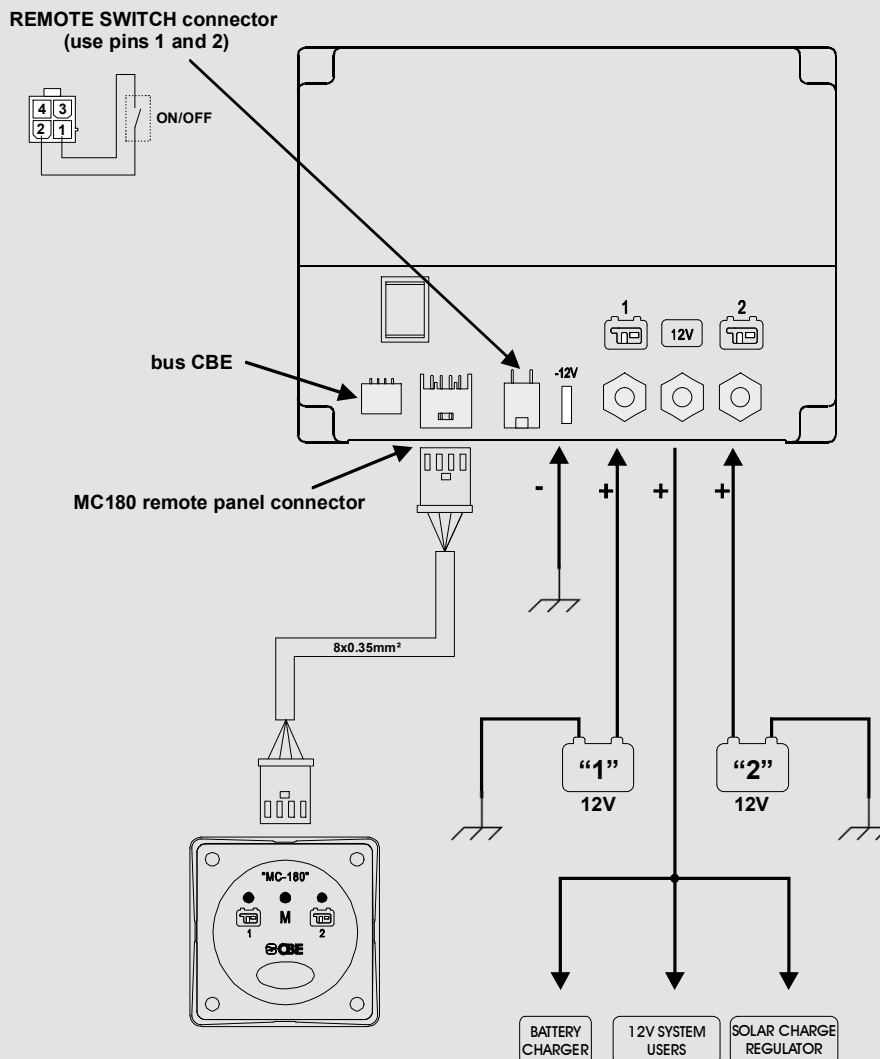 REMOTE SWITCH connector
(use pins 1 and 2)
4 3
2 1
ON/OFF
1
2
12V
bus CBE
-12V
MC180 remote panel connector
-
+
+
+
8x0.35mm²
“1”
12V
“2”
12V
"MC-180"
M
1
2
CBE
BATTERY
CHARGER
12V SYSTEM
USERS
SOLAR CHARGE
REGULATOR